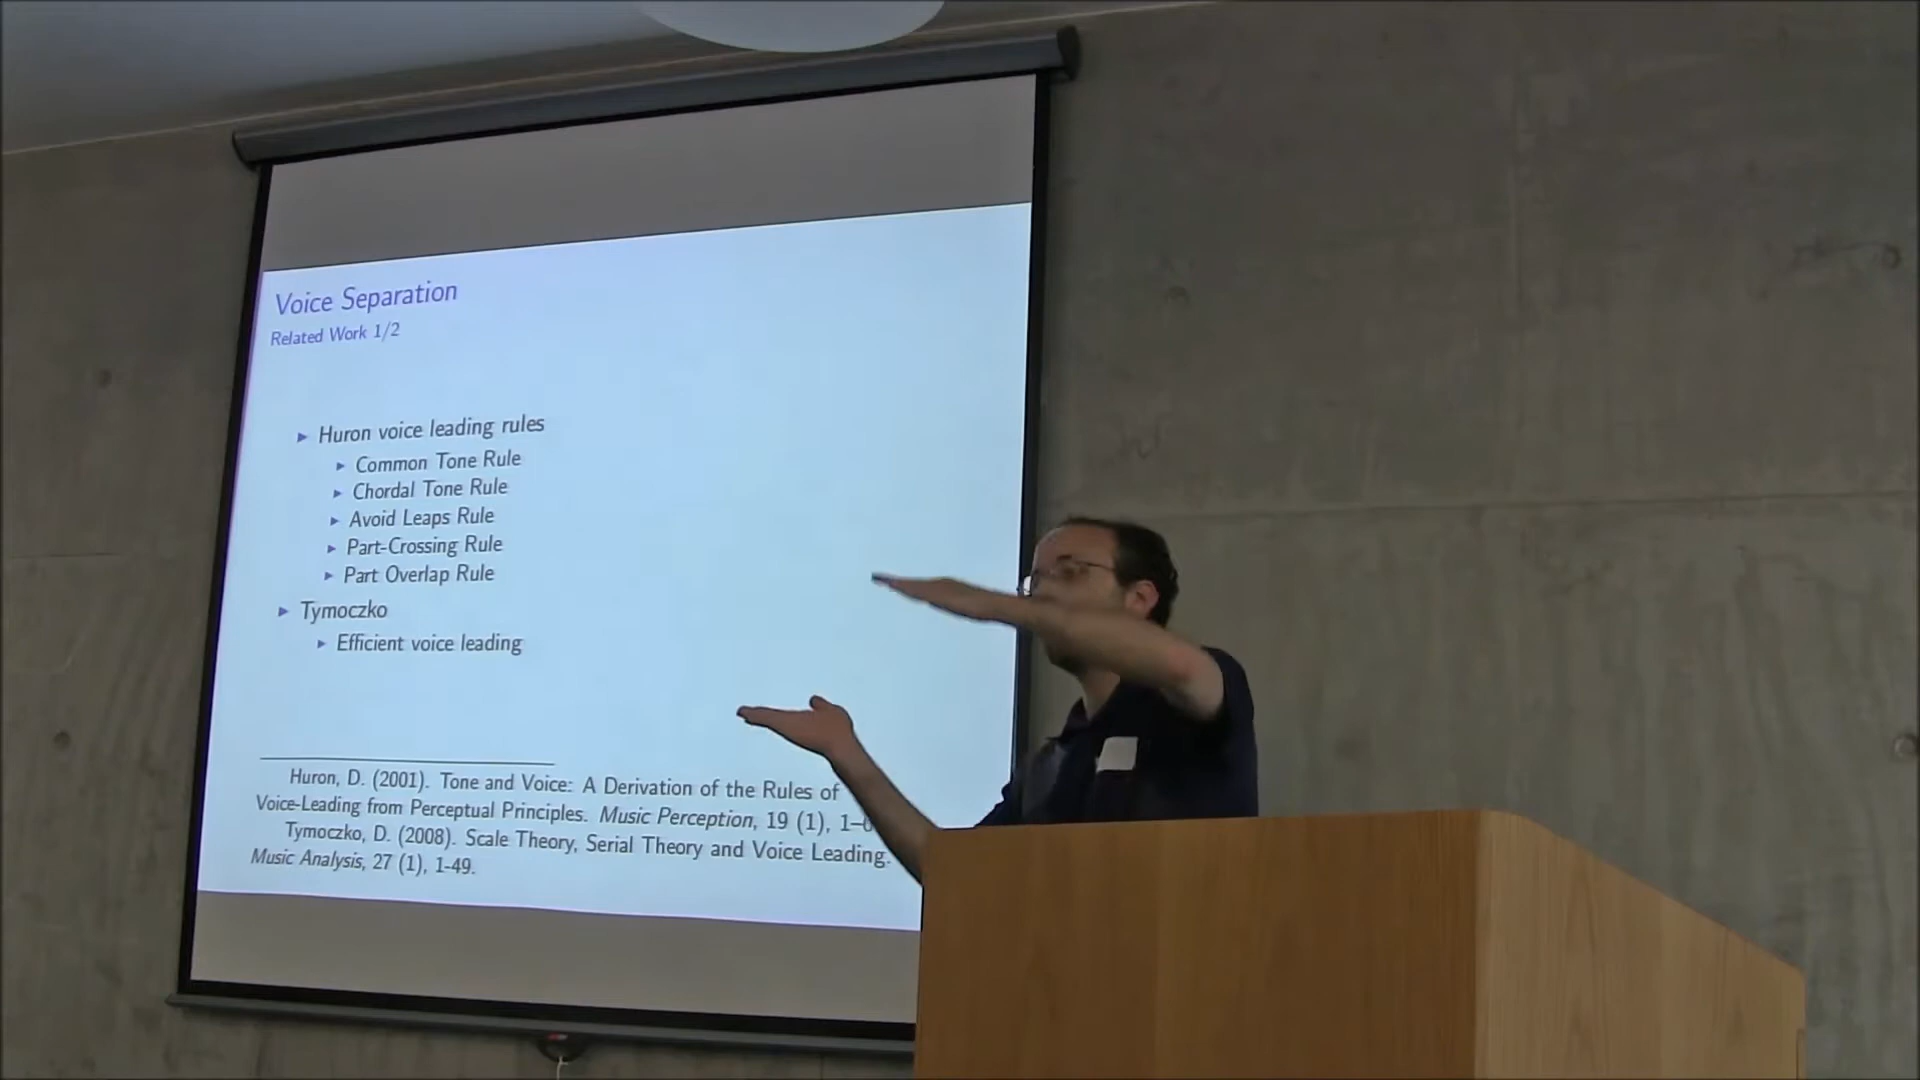 Voice Separation
Related Work 1/2
▸ Huron voice leading rules
▸ Common Tone Rule
▸ Chordal Tone Rule
▸ Avoid Leaps Rule
▸ Part-Crossing Rule
▸ Part Overlap Rule
▸ Tymoczko
▸ Efficient voice leading
Huron, D. (2001). Tone and Voice: A Derivation of the Rules of
Voice-Leading from Perceptual Principles. Music Perception, 19 (1),
Tymoczko, D. (2008). Scale Theory, Serial Theory and Voice Leading.
Music Analysis, 27 (1), 1-49.